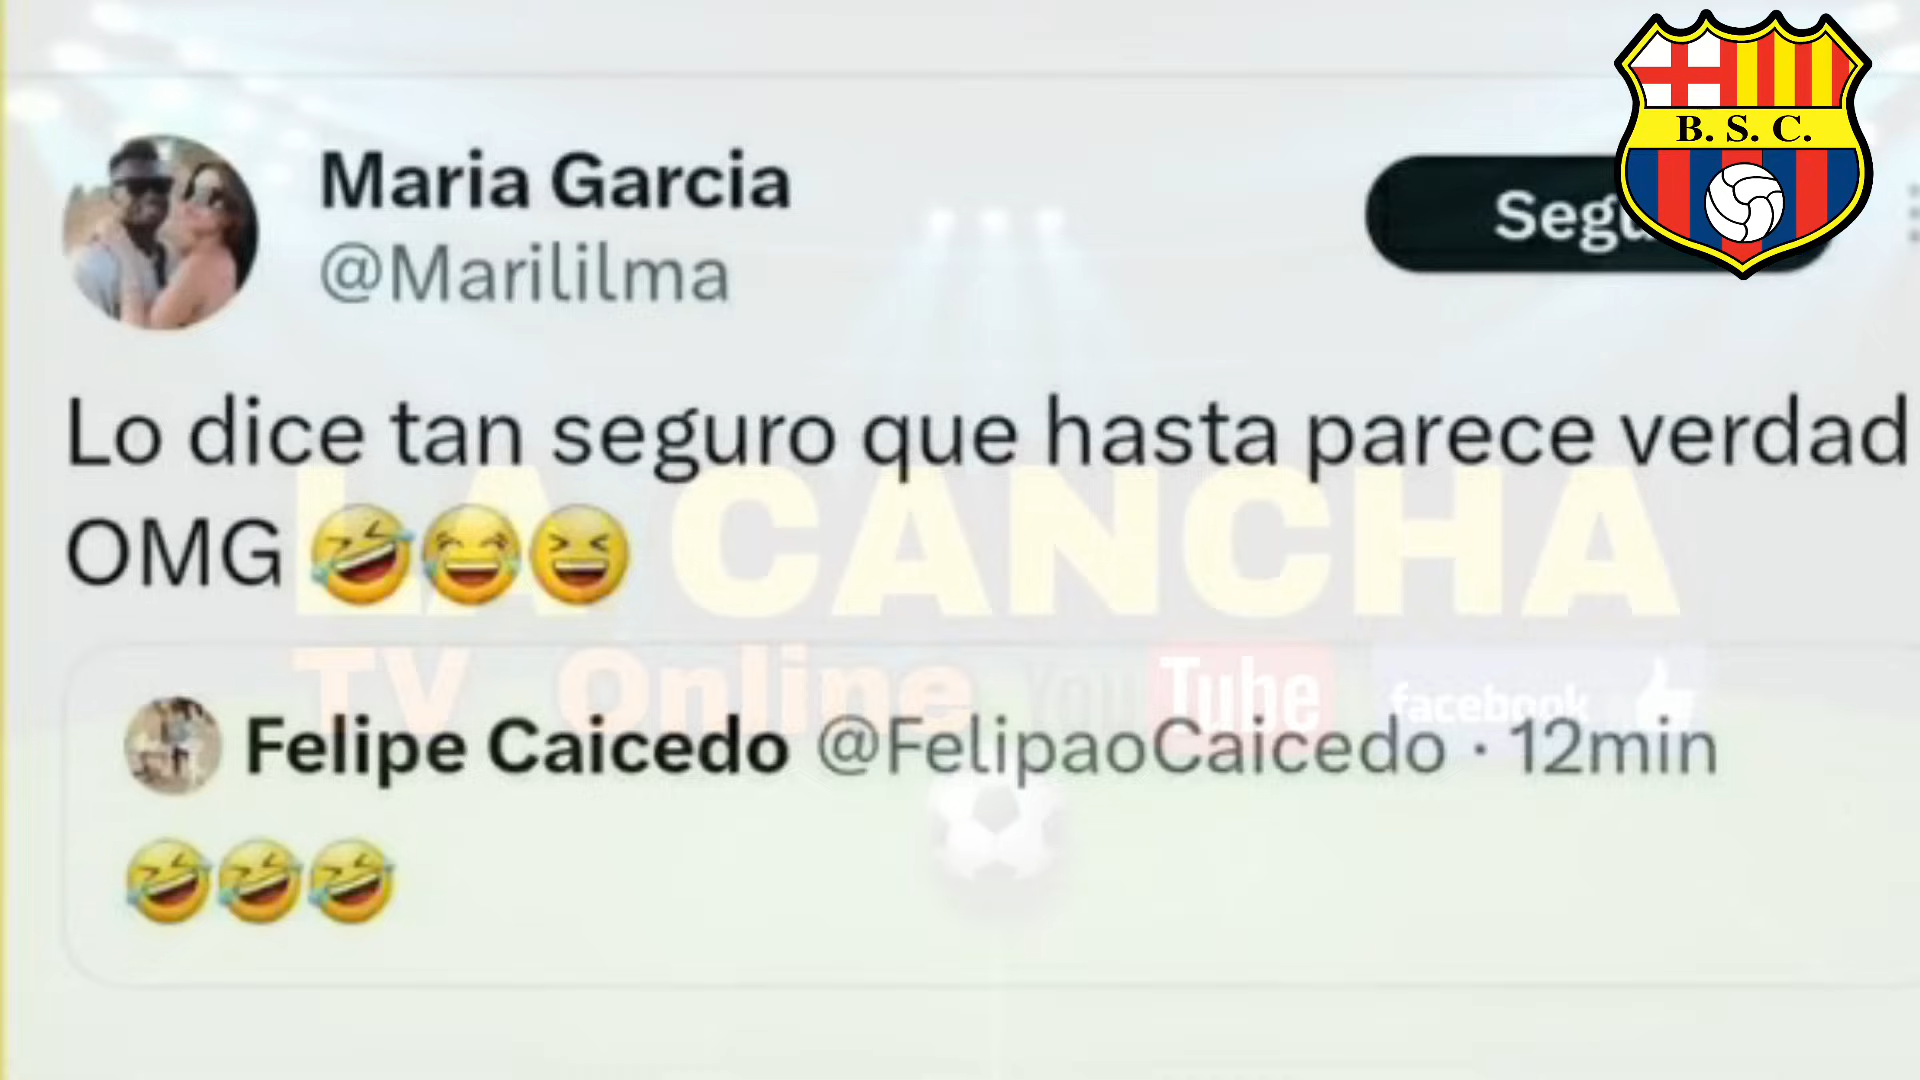 B. S. C.
Maria Garcia
@Marililma
Lo dice tan seguro que hasta parece verdad
OMG 🤣😂😆
LA CANCHA
TV Online YouTube facebook
Felipe Caicedo @FelipaoCaicedo · 12min
🤣🤣🤣